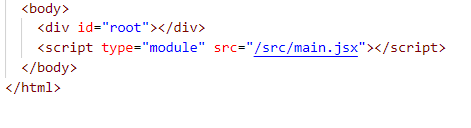 <body>
<div id="root"></div>
<script type="module" src="/src/main.jsx"></script>
</body>
</html>